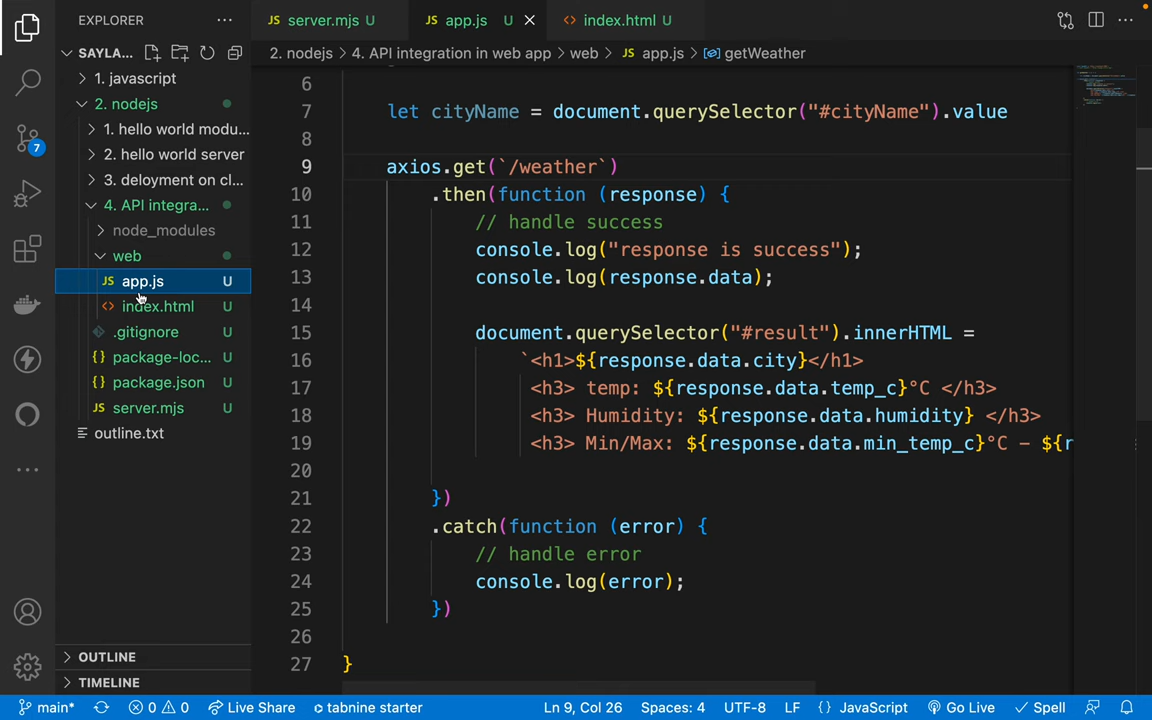 EXPLORER
SAYLA...
1. javascript
2. nodejs
1. hello world modu...
2. hello world server
3. deloyment on cl...
4. API integra...
node_modules
web
JS app.js U
<> index.html U
.gitignore U
{} package-loc... U
{} package.json U
JS server.mjs U
outline.txt
OUTLINE
TIMELINE
7
JS server.mjs U
JS app.js U
<> index.html U
2. nodejs > 4. API integration in web app > web > JS app.js > getWeather
6
7 let cityName = document.querySelector("#cityName").value
8
9 axios.get(`/weather`)
10 .then(function (response) {
11 // handle success
12 console.log("response is success");
13 console.log(response.data);
14
15 document.querySelector("#result").innerHTML =
16 `<h1>${response.data.city}</h1>
17 <h3> temp: ${response.data.temp_c}°C </h3>
18 <h3> Humidity: ${response.data.humidity} </h3>
19 <h3> Min/Max: ${response.data.min_temp_c}°C - ${r
20
21 })
22 .catch(function (error) {
23 // handle error
24 console.log(error);
25 })
26
27 }
main* 0 0 Live Share tabnine starter Ln 9, Col 26 Spaces: 4 UTF-8 LF {} JavaScript Go Live Spell